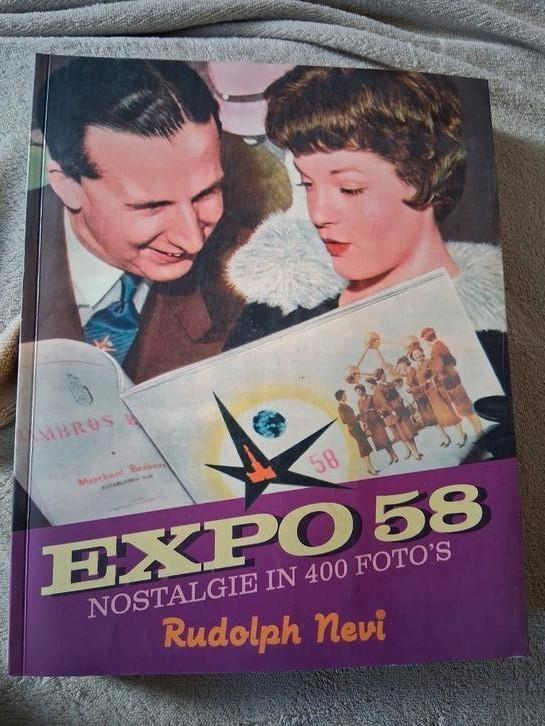 AMBROS B
Merchant Bankers
58
EXPO 58
NOSTALGIE IN 400 FOTO'S
Rudolph Nevi